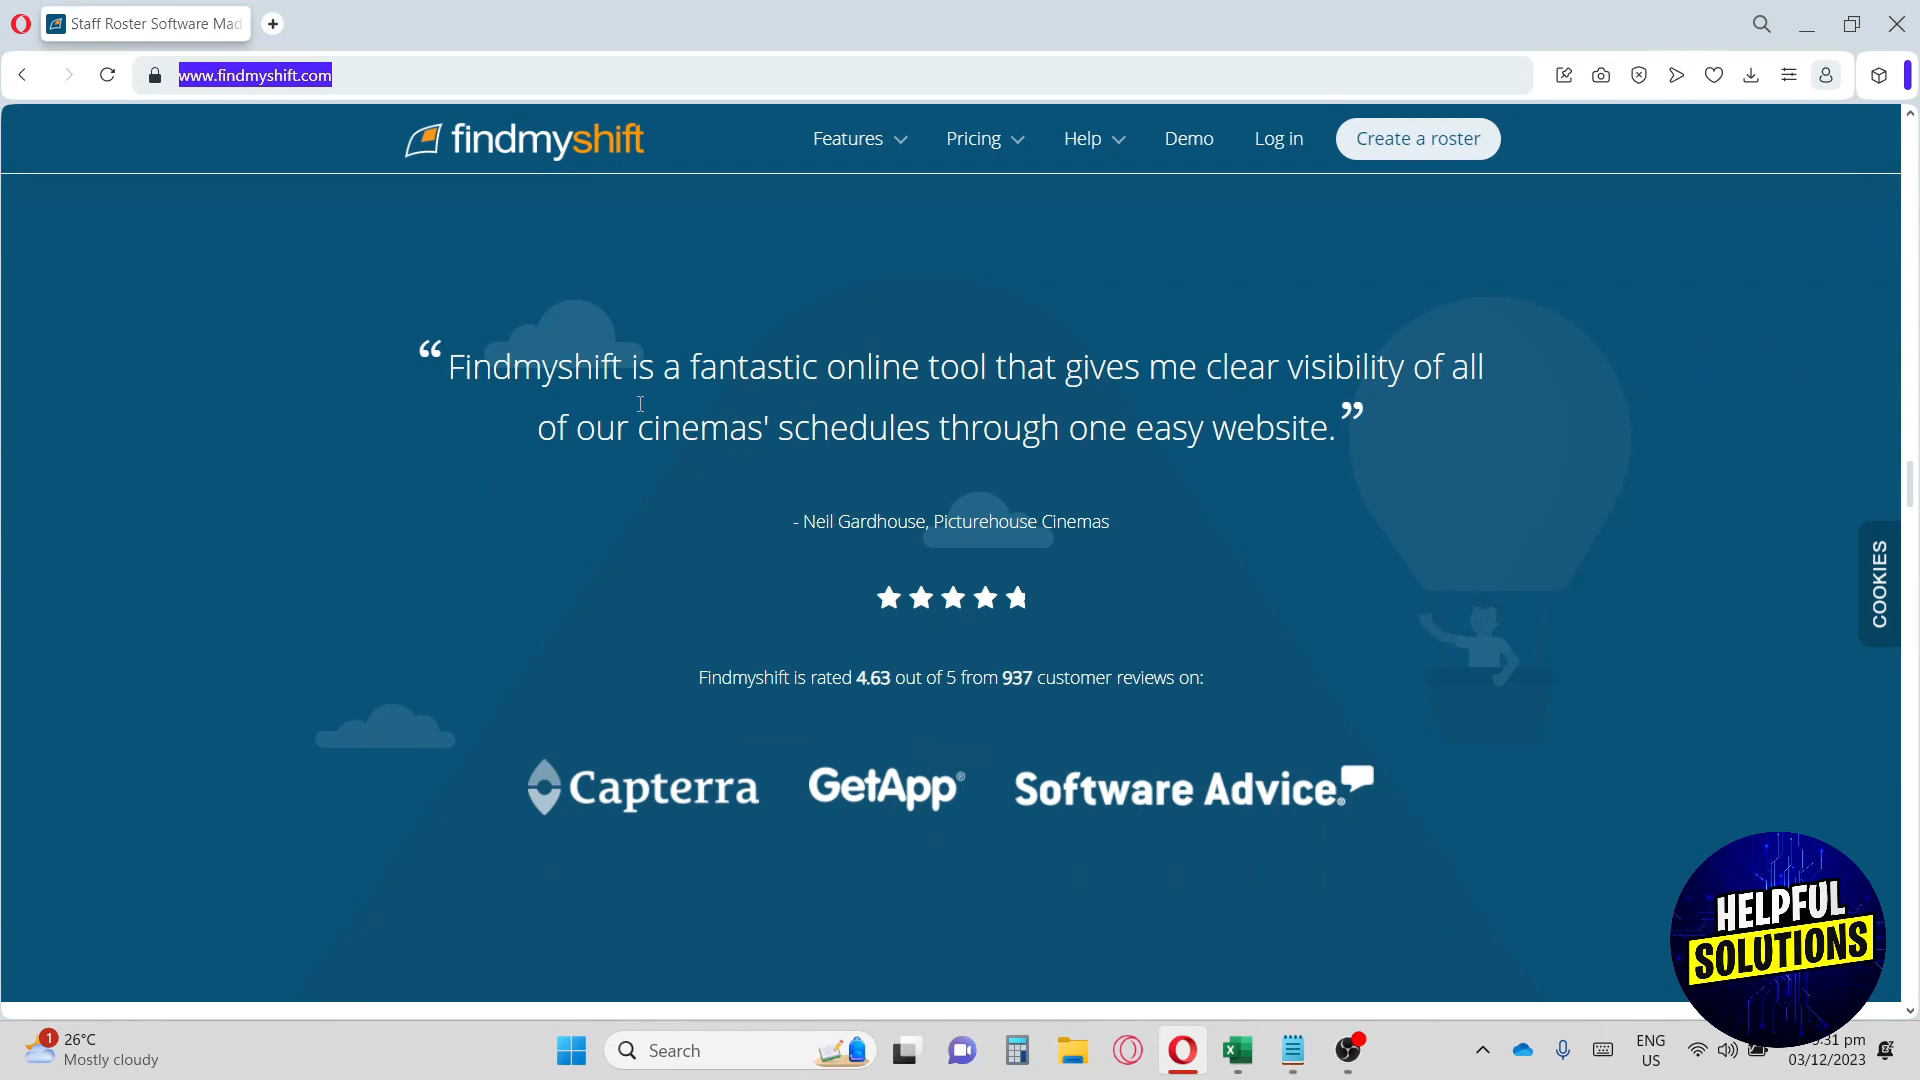 Staff Roster Software Mad
www.findmyshift.com
findmyshift
Features
Pricing
Help
Demo
Log in
Create a roster
“Findmyshift is a fantastic online tool that gives me clear visibility of all
of our cinemas' schedules through one easy website.”
- Neil Gardhouse, Picturehouse Cinemas
Findmyshift is rated 4.63 out of 5 from 937 customer reviews on:
Capterra
GetApp®
Software Advice®
COOKIES
HELPFUL
SOLUTIONS
1
26°C
Mostly cloudy
Search
ENG
US
:31 pm
03/12/2023